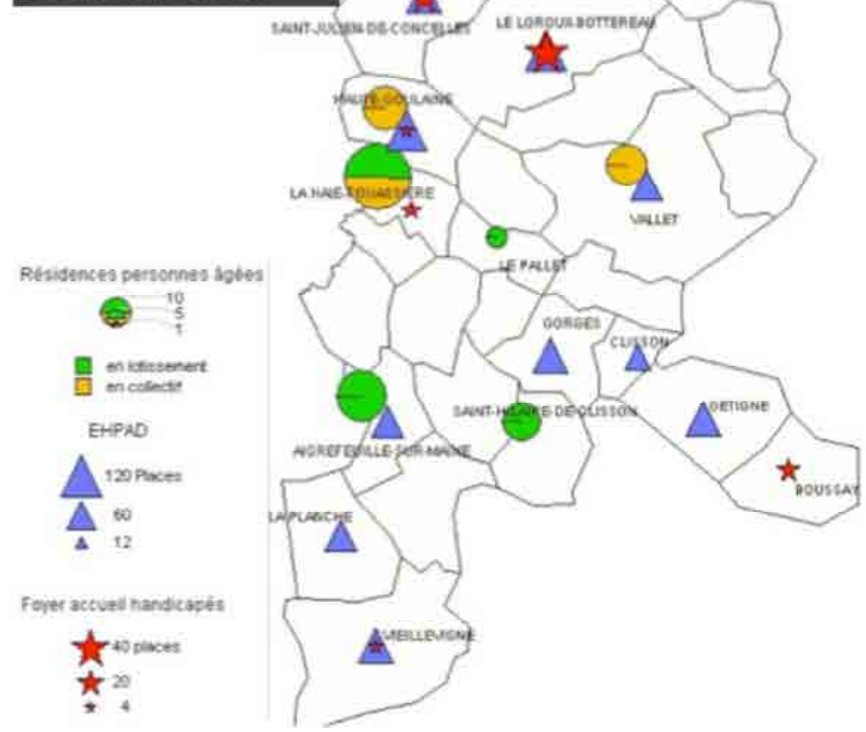 SAINT-JULIEN-DE-CONCELLES
LE LOROUX-BOTTEREAU
HAUTE-GOULAINE
LA HAIE-FOUASSIERE
VALLET
LE PALLET
Résidences personnes âgées
10
5
1
GORGES
CLISSON
en lotissement
en collectif
SAINT-HILAIRE-DE-CLISSON
GETIGNE
EHPAD
AIGREFEUILLE-SUR-MAINE
120 Places
BOUSSAY
60
LA PLANCHE
12
Foyer accueil handicapés
VIEILLEVIGNE
40 places
20
4